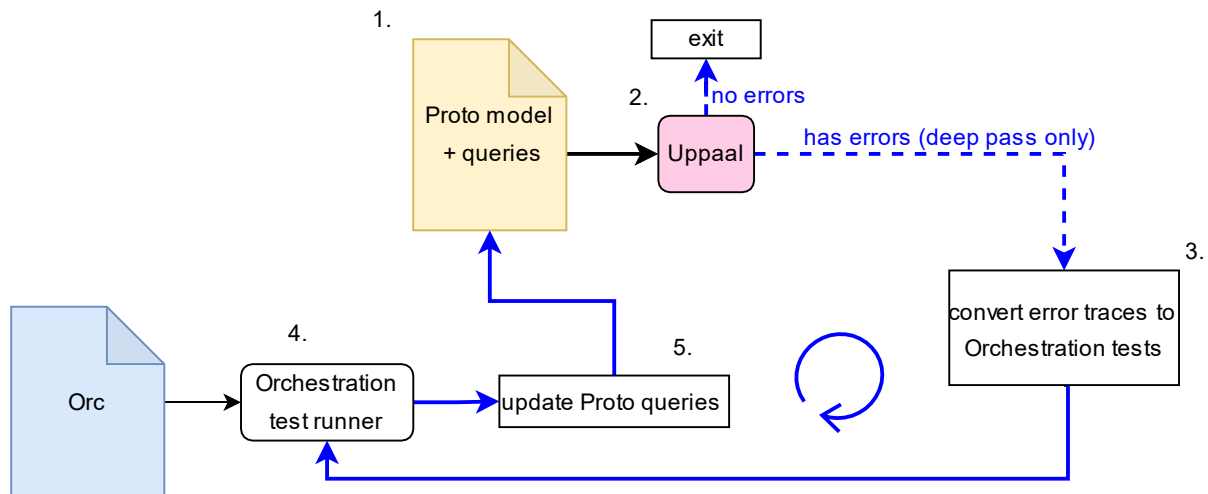 1.
exit
2.
no errors
Proto model
+ queries
Uppaal
has errors (deep pass only)
3.
convert error traces to
Orchestration tests
4.
5.
Orc
Orchestration
test runner
update Proto queries